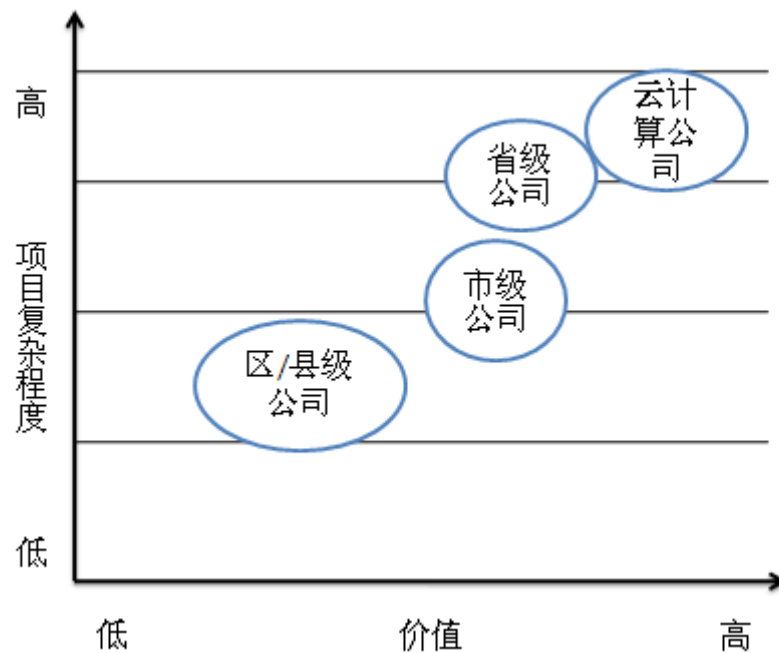 高
云计
算公
司
省级
公司
项目复杂程度
市级
公司
区/县级
公司
低
低
价值
高